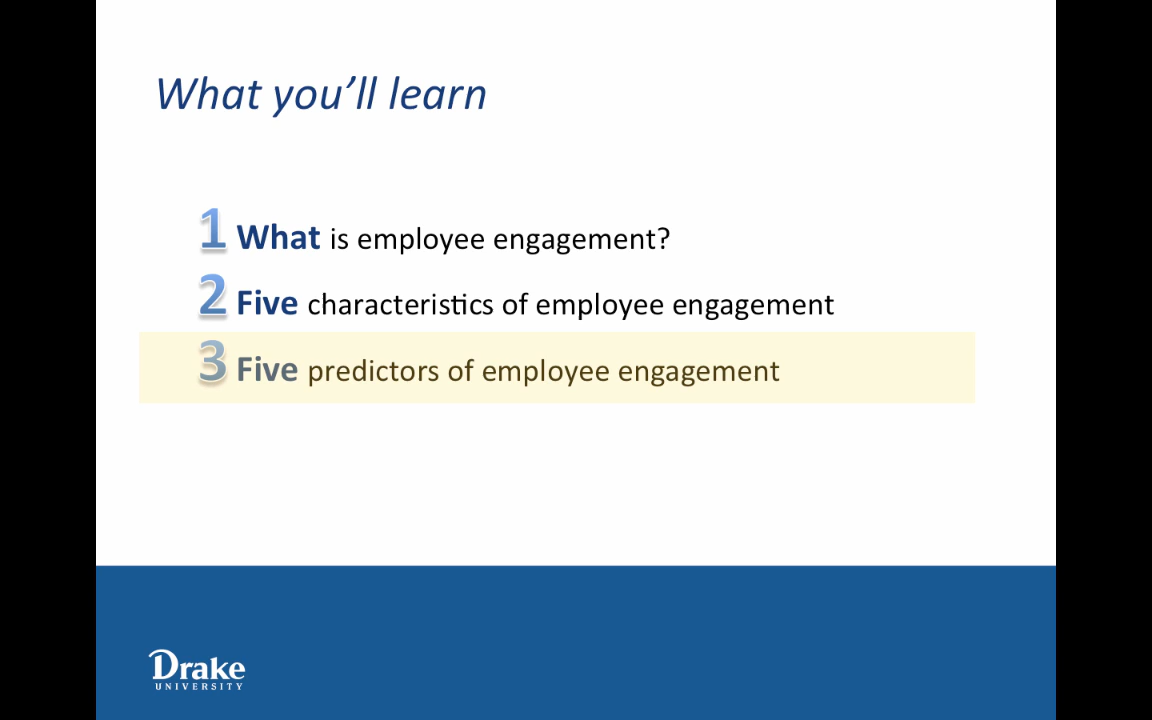 What you’ll learn
1 What is employee engagement?
2 Five characteristics of employee engagement
3 Five predictors of employee engagement
Drake
UNIVERSITY